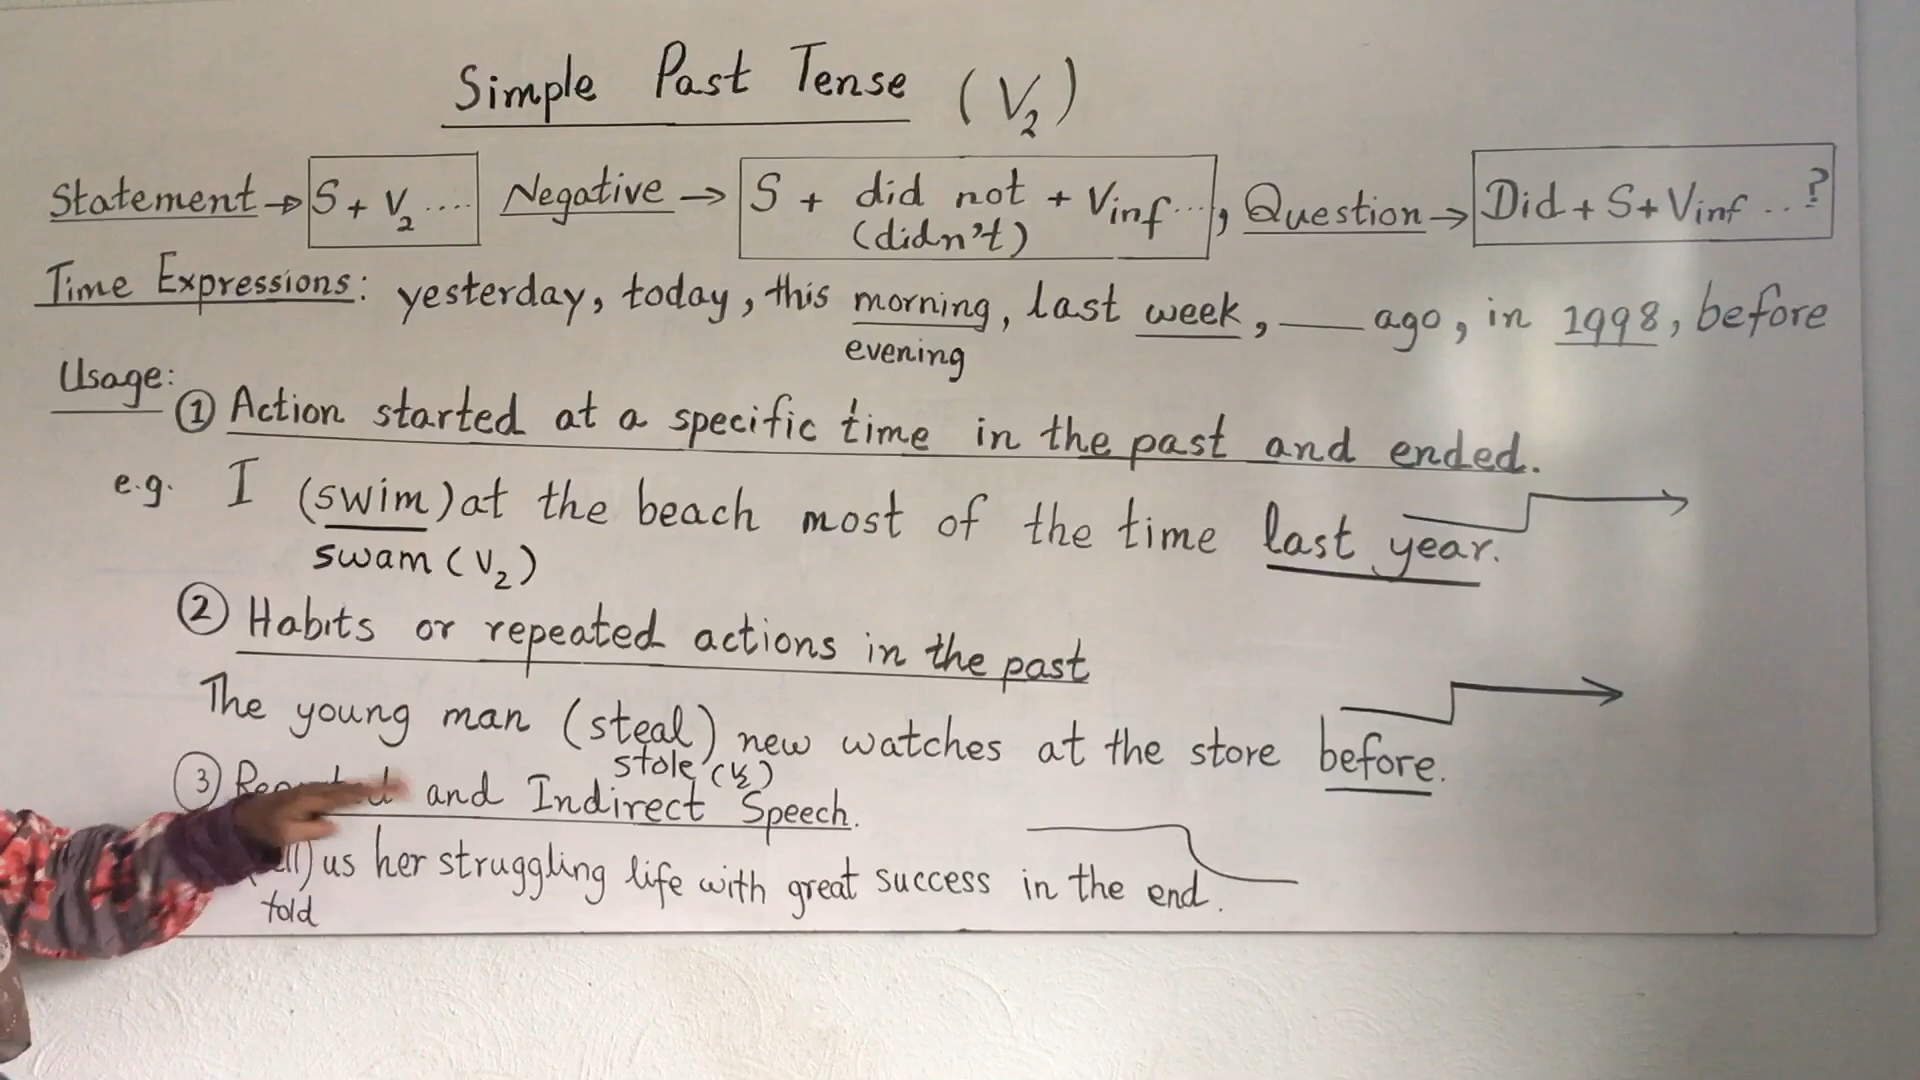 Simple Past Tense (V2)
Statement → S + V2 .... Negative → S + did not + Vinf..., Question → Did + S + Vinf ..?
(didn't)
Time Expressions: yesterday, today, this morning, last week, ___ ago, in 1998, before
evening
Usage:
① Action started at a specific time in the past and ended.
e.g. I (swim) at the beach most of the time last year.
swam (V2)
② Habits or repeated actions in the past
The young man (steal) new watches at the store before.
stole (V2)
③ and Indirect Speech.
us her struggling life with great success in the end.
told